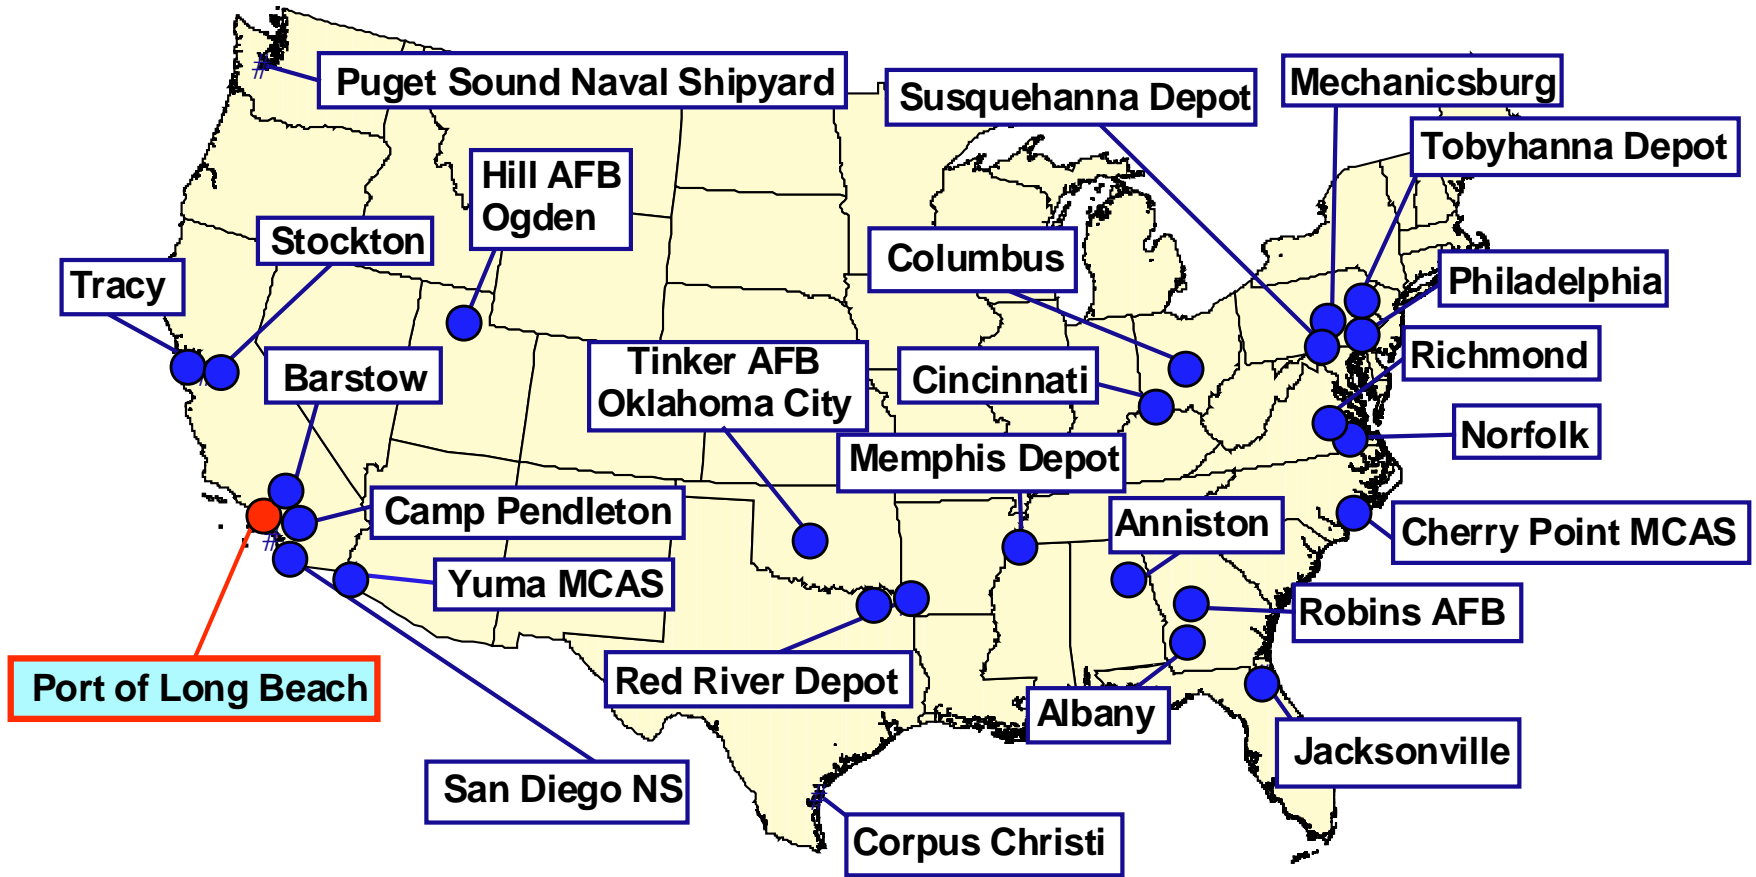 Puget Sound Naval Shipyard
Susquehanna Depot
Mechanicsburg
Tobyhanna Depot
Hill AFB
Ogden
Stockton
Tracy
Columbus
Philadelphia
Richmond
Barstow
Tinker AFB
Oklahoma City
Cincinnati
Norfolk
Memphis Depot
Camp Pendleton
Anniston
Cherry Point MCAS
Yuma MCAS
Robins AFB
Port of Long Beach
Red River Depot
Albany
Jacksonville
San Diego NS
Corpus Christi